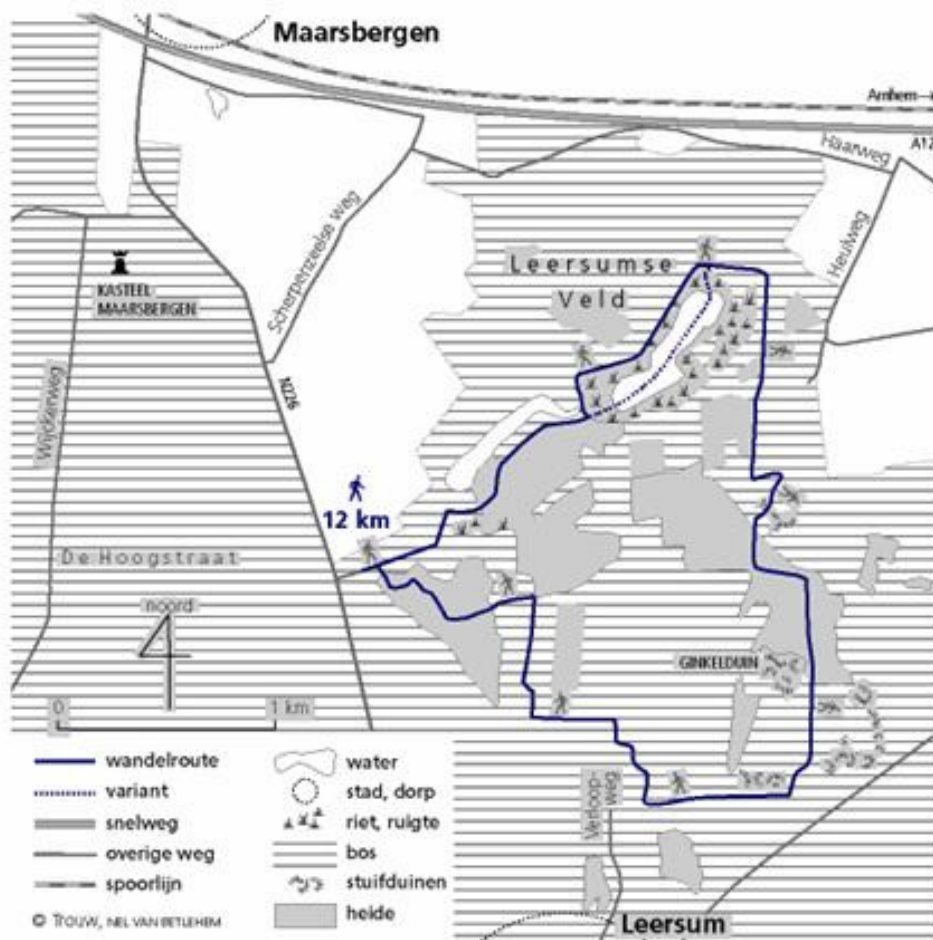 Maarsbergen
Arnhem
A12
Haarweg
Heulweg
Scherpenzeelse weg
Leersumse
Veld
KASTEEL
MAARSBERGEN
N226
Wijckerweg
12 km
De Hoogstraat
noord
GINKELDUIN
0
1 km
wandelroute
variant
snelweg
overige weg
spoorlijn
water
stad, dorp
riet, ruigte
bos
stuifduinen
heide
© TROUW, NEL VAN BETLEHEM
Verloop-
weg
Leersum